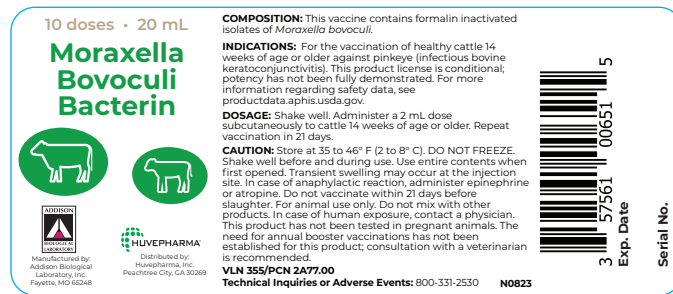 10 doses • 20 mL
Moraxella
Bovoculi
Bacterin
ADDISON
BIOLOGICAL
LABORATORY
Manufactured by:
Addison Biological
Laboratory, Inc.
Fayette, MO 65248
HUVEPHARMA
Distributed by:
Huvepharma, Inc.
Peachtree City, GA 30269
COMPOSITION: This vaccine contains formalin inactivated
isolates of Moraxella bovoculi.
INDICATIONS: For the vaccination of healthy cattle 14
weeks of age or older against pinkeye (infectious bovine
keratoconjunctivitis). This product license is conditional;
potency has not been fully demonstrated. For more
information regarding safety data, see
productdata.aphis.usda.gov.
DOSAGE: Shake well. Administer a 2 mL dose
subcutaneously to cattle 14 weeks of age or older. Repeat
vaccination in 21 days.
CAUTION: Store at 35 to 46° F (2 to 8° C). DO NOT FREEZE.
Shake well before and during use. Use entire contents when
first opened. Transient swelling may occur at the injection
site. In case of anaphylactic reaction, administer epinephrine
or atropine. Do not vaccinate within 21 days before
slaughter. For animal use only. Do not mix with other
products. In case of human exposure, contact a physician.
This product has not been tested in pregnant animals. The
need for annual booster vaccinations has not been
established for this product; consultation with a veterinarian
is recommended.
VLN 355/PCN 2A77.00
Technical Inquiries or Adverse Events: 800-331-2530 N0823
3 57561 00651 5
Exp. Date
Serial No.